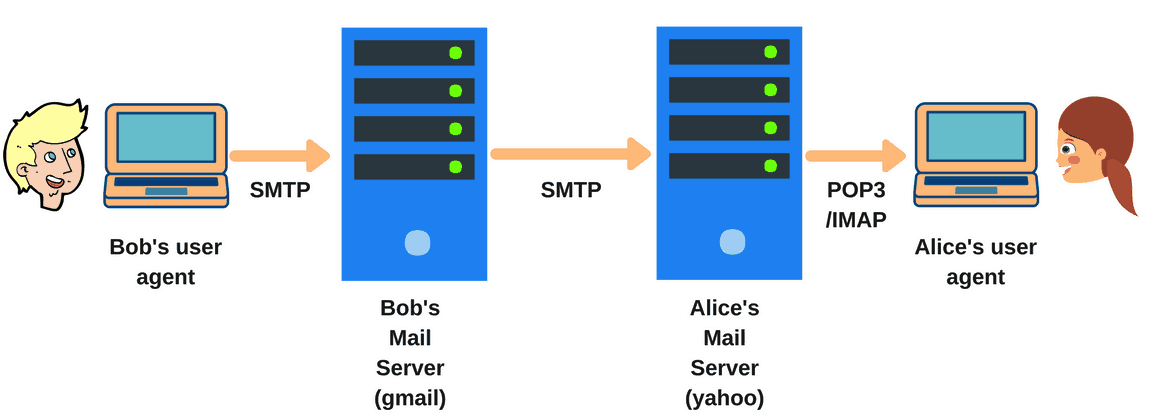 SMTP
SMTP
POP3
/IMAP
Bob's user
agent
Alice's user
agent
Bob's
Mail
Server
(gmail)
Alice's
Mail
Server
(yahoo)